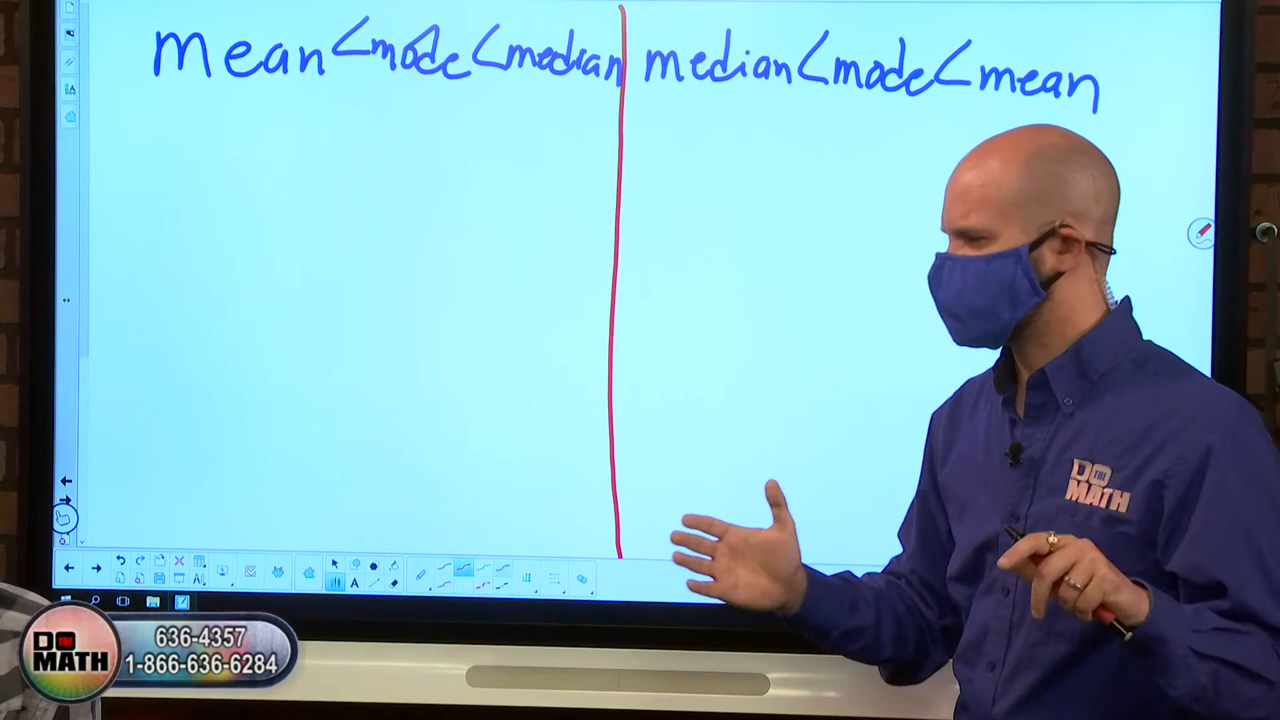 mean<mode<median
median<mode<mean
DO THE MATH
DO THE MATH
636-4357
1-866-636-6284